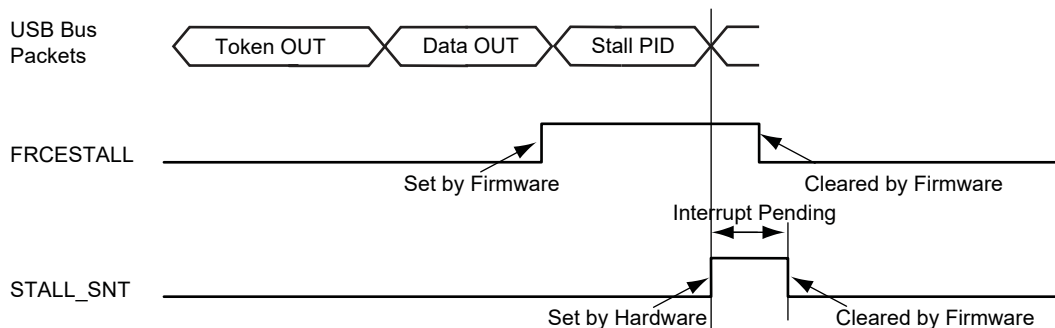 USB Bus
Packets
Token OUT
Data OUT
Stall PID
FRCESTALL
Set by Firmware
Cleared by Firmware
Interrupt Pending
STALL_SNT
Set by Hardware
Cleared by Firmware